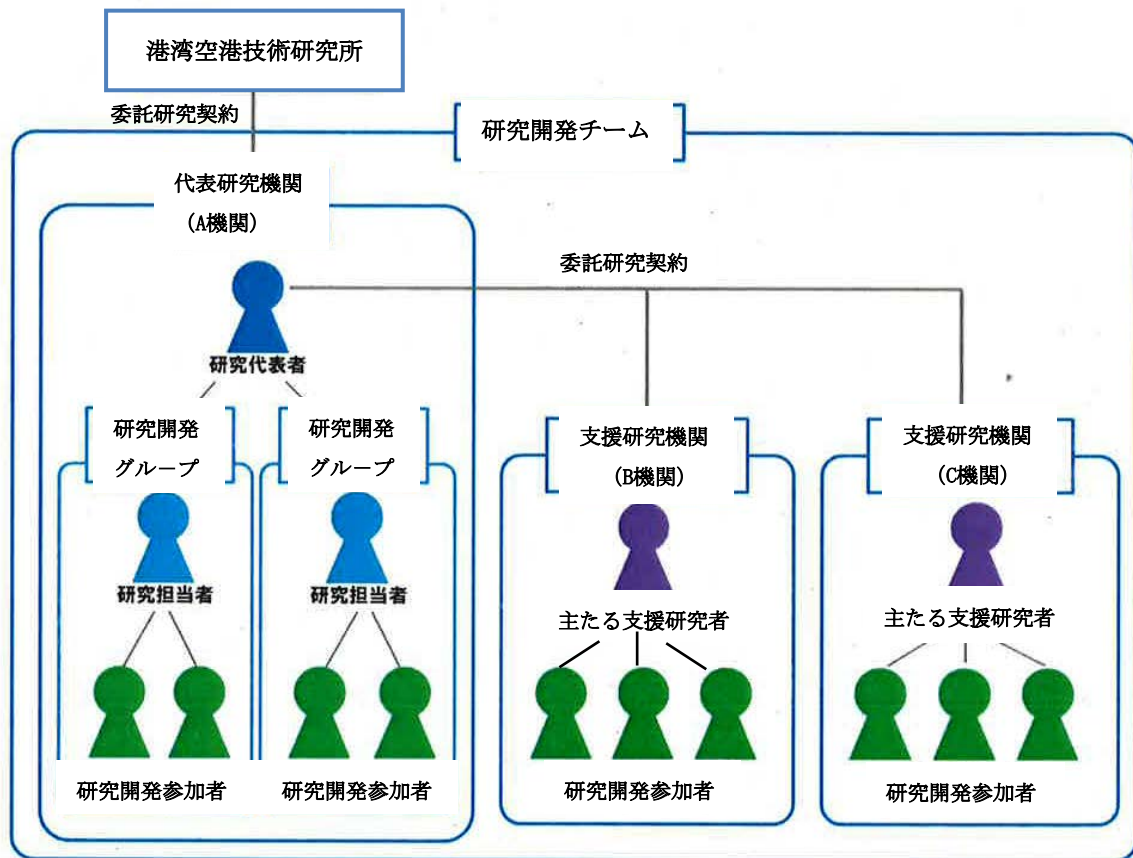 港湾空港技術研究所
委託研究契約
研究開発チーム
代表研究機関
(A機関)
委託研究契約
研究代表者
研究開発
グループ
研究開発
グループ
支援研究機関
(B機関)
支援研究機関
(C機関)
研究担当者
研究担当者
主たる支援研究者
主たる支援研究者
研究開発参加者
研究開発参加者
研究開発参加者
研究開発参加者